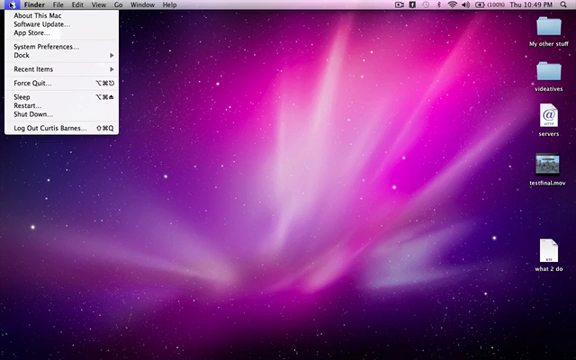 Finder File Edit View Go Window Help (100%) Thu 10:49 PM
About This Mac
Software Update...
App Store...
System Preferences...
Dock
Recent Items
Force Quit...
Sleep
Restart...
Shut Down...
Log Out Curtis Barnes... ⇧⌘Q
My other stuff
videatives
servers
testfinal.mov
what 2 do